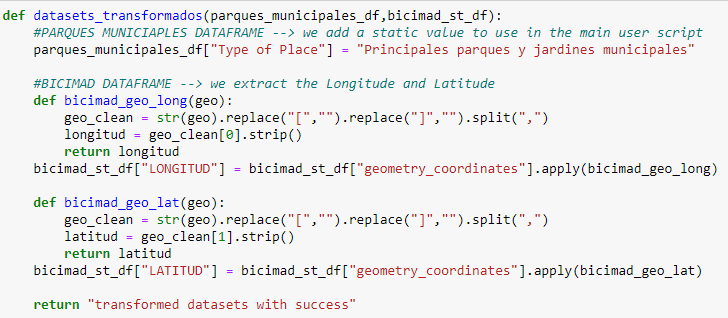 def datasets_transformados(parques_municipales_df,bicimad_st_df):
    #PARQUES MUNICIAPLES DATAFRAME --> we add a static value to use in the main user script
    parques_municipales_df["Type of Place"] = "Principales parques y jardines municipales"

    #BICIMAD DATAFRAME --> we extract the Longitude and Latitude
    def bicimad_geo_long(geo):
        geo_clean = str(geo).replace("[","").replace("]","").split(",")
        longitud = geo_clean[0].strip()
        return longitud
    bicimad_st_df["LONGITUD"] = bicimad_st_df["geometry_coordinates"].apply(bicimad_geo_long)

    def bicimad_geo_lat(geo):
        geo_clean = str(geo).replace("[","").replace("]","").split(",")
        latitud = geo_clean[1].strip()
        return latitud
    bicimad_st_df["LATITUD"] = bicimad_st_df["geometry_coordinates"].apply(bicimad_geo_lat)

    return "transformed datasets with success"